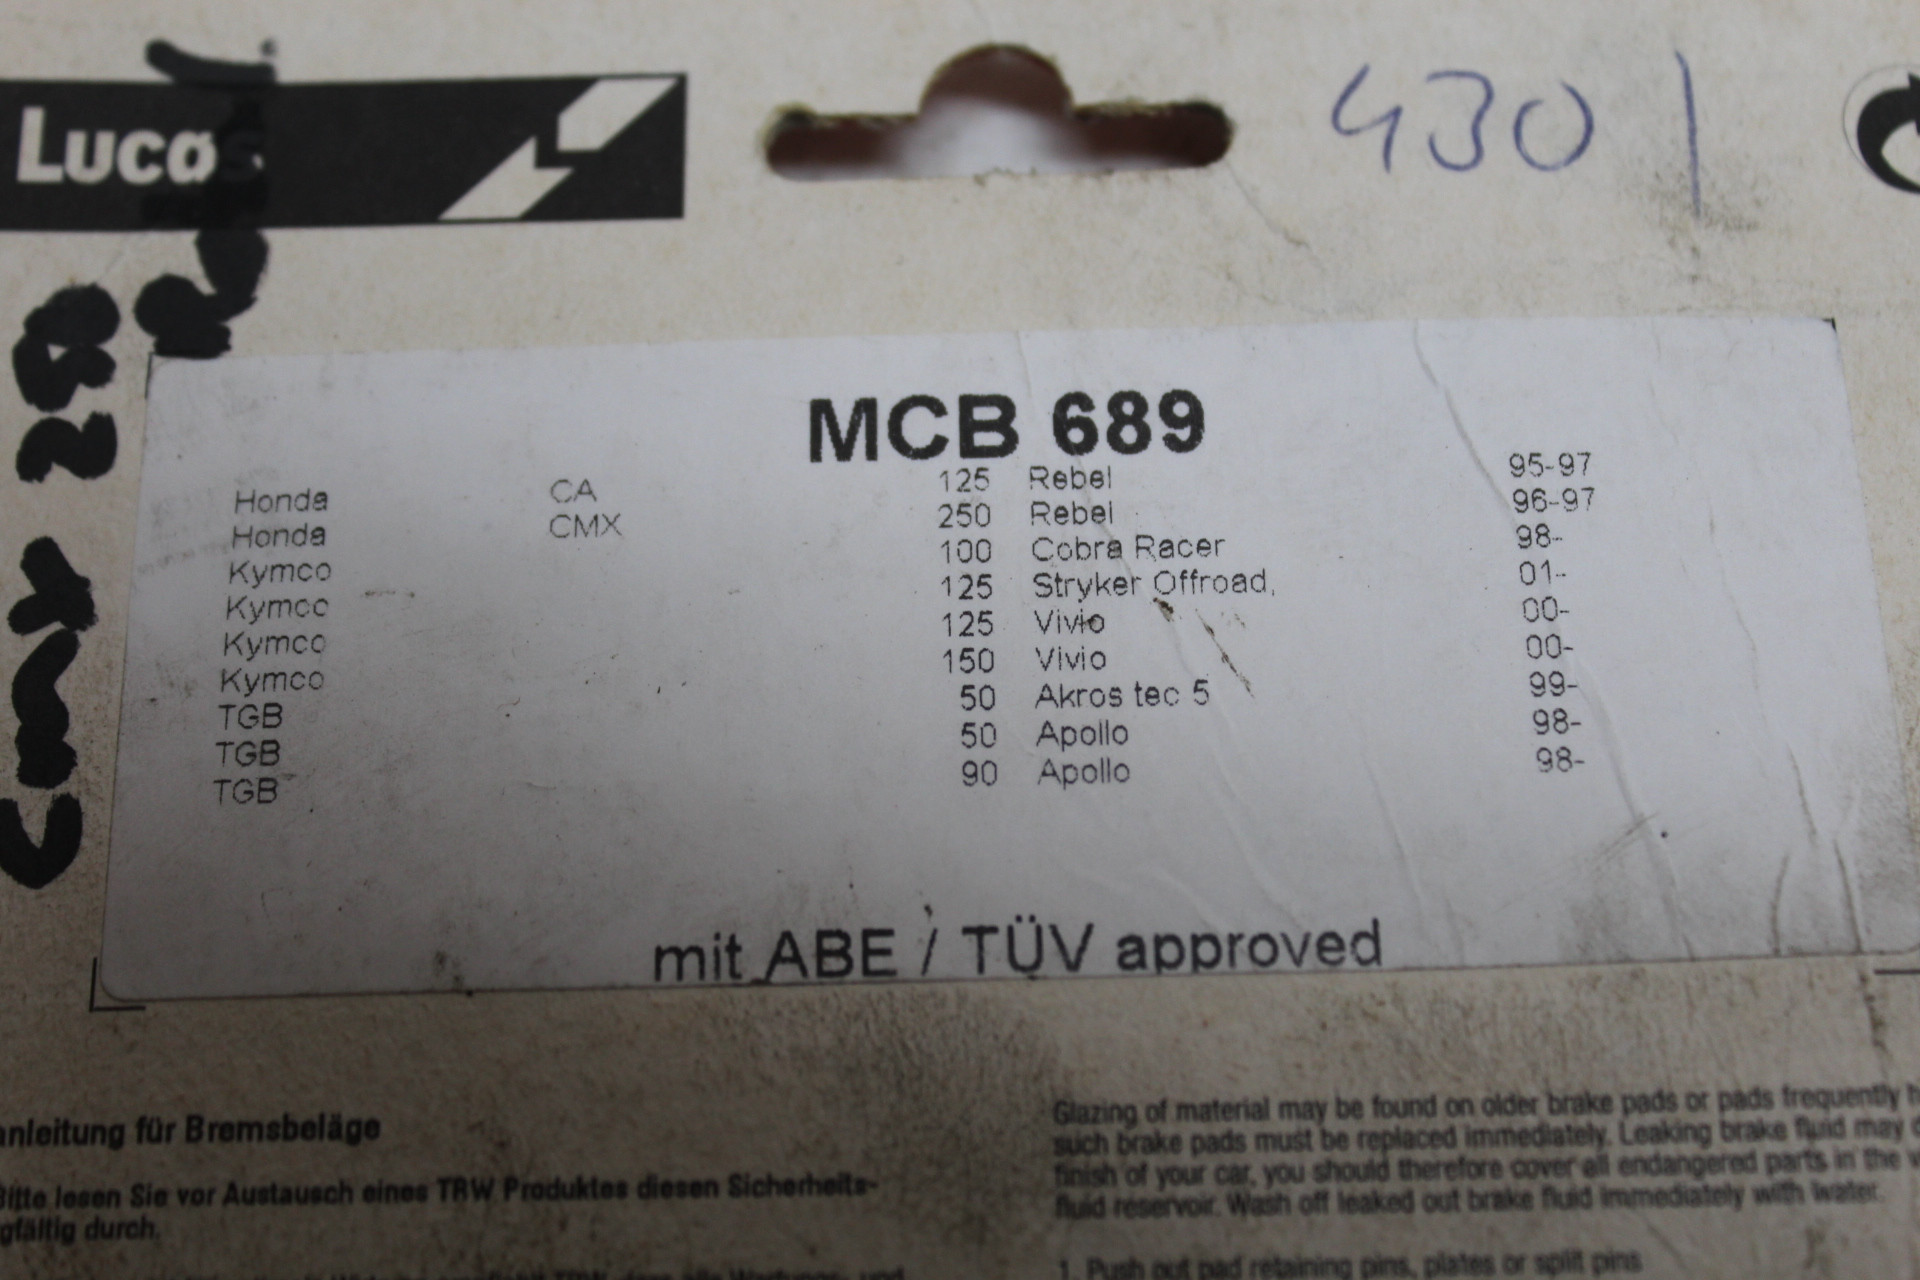 Lucas
430 |
Rebel
CMX 250
MCB 689
Honda CA 125 Rebel 95-97
Honda CMX 250 Rebel 96-97
Kymco 100 Cobra Racer 98-
Kymco 125 Stryker Offroad, 01-
Kymco 125 Vivio 00-
Kymco 150 Vivio 00-
TGB 50 Akros tec 5 99-
TGB 50 Apollo 98-
TGB 90 Apollo 98-
mit ABE / TÜV approved
anleitung für Bremsbeläge
Bitte lesen Sie vor Austausch eines TRW Produktes diesen Sicherheits-
gfältig durch.
Glazing of material may be found on older brake pads or pads frequently
such brake pads must be replaced immediately. Leaking brake fluid may
finish of your car, you should therefore cover all endangered parts in the
fluid reservoir. Wash off leaked out brake fluid immediately with water.
1. Push out pad retaining pins, plates or split pins